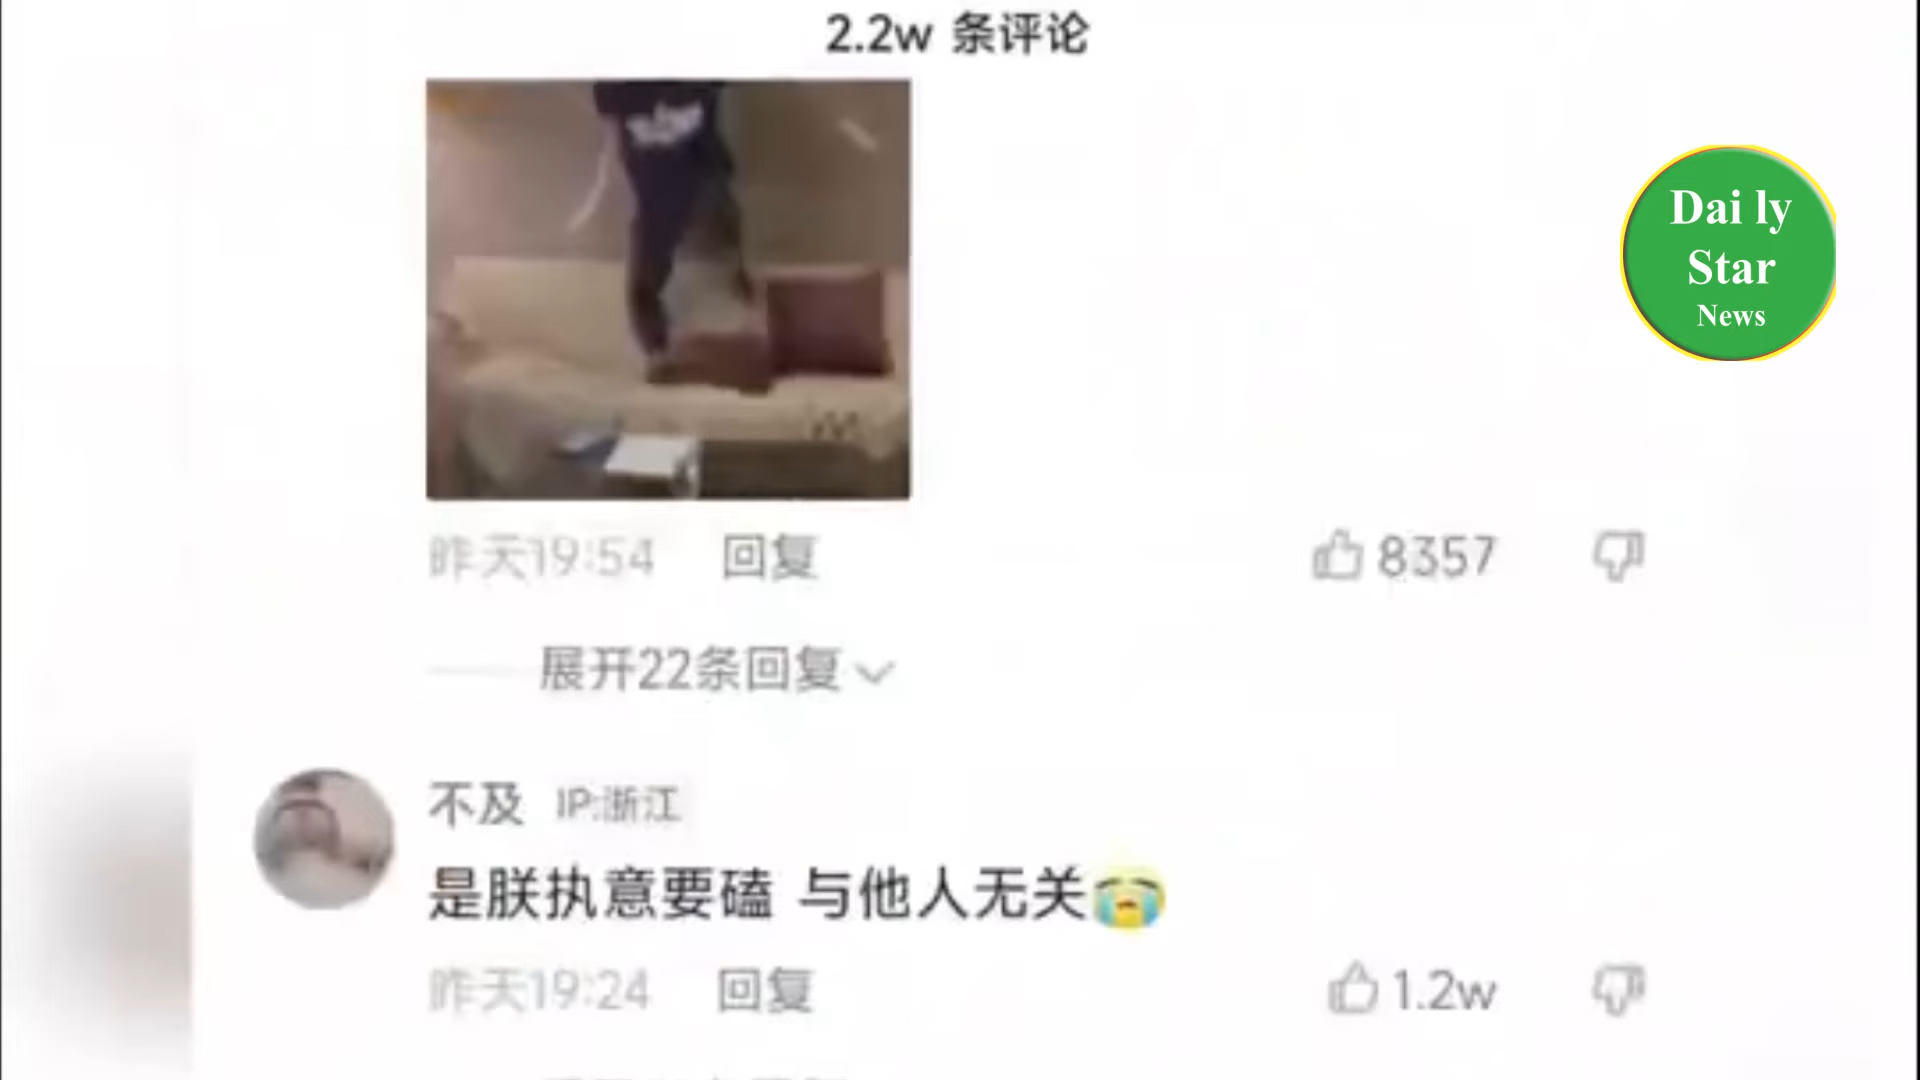 2.2w 条评论
Dai ly
Star
News
昨天19:54 回复
8357
展开22条回复
不及 IP:浙江
是朕执意要磕 与他人无关😭
昨天19:24 回复
1.2w